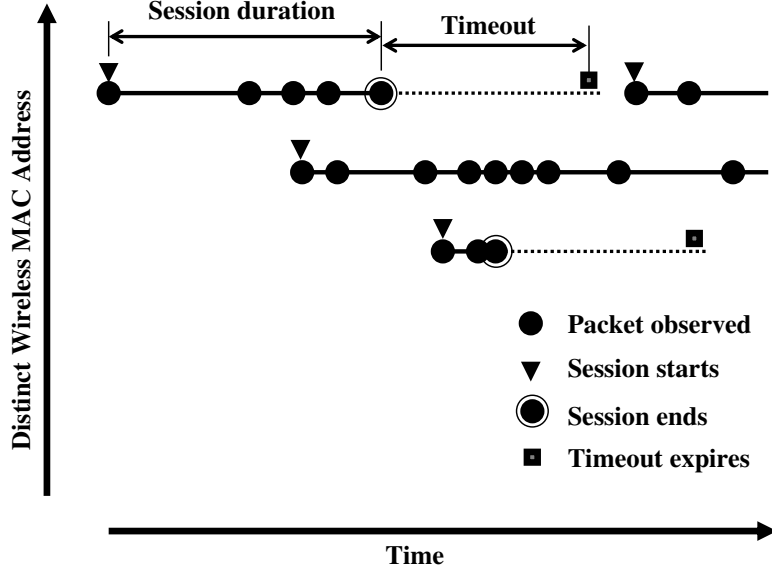 Session duration
Timeout
Distinct Wireless MAC Address
Packet observed
Session starts
Session ends
Timeout expires
Time